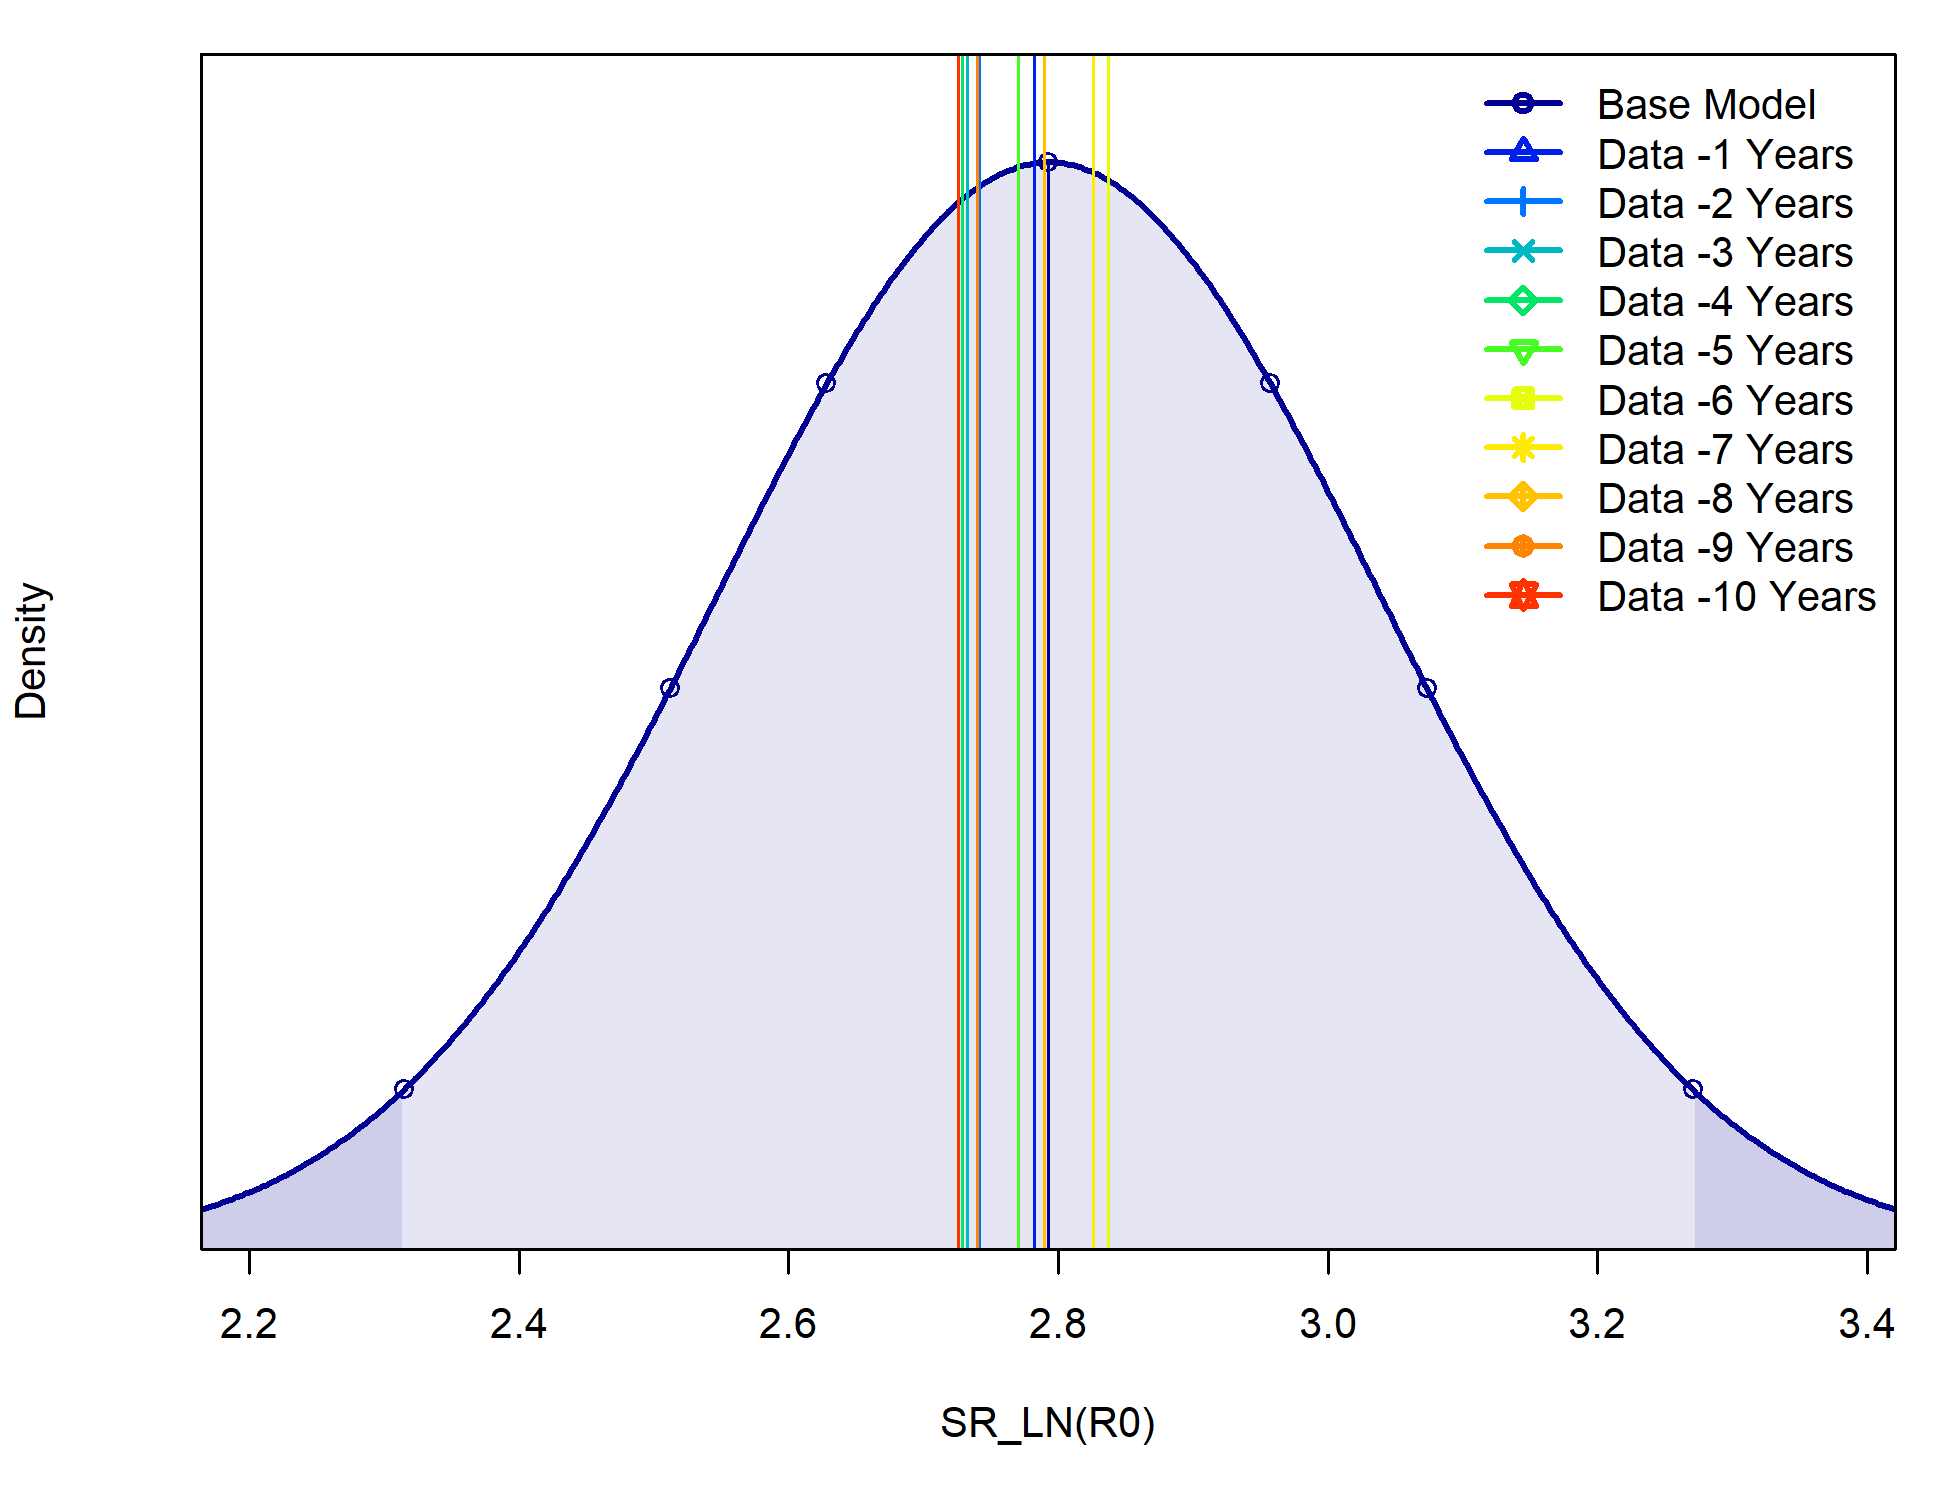 Base Model
Data -1 Years
Data -2 Years
Data -3 Years
Data -4 Years
Data -5 Years
Data -6 Years
Data -7 Years
Data -8 Years
Data -9 Years
Data -10 Years
Density
2.2 2.4 2.6 2.8 3.0 3.2 3.4
SR_LN(R0)